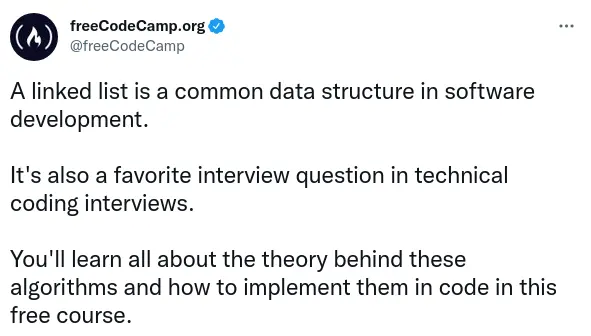 freeCodeCamp.org
@freeCodeCamp
A linked list is a common data structure in software
development.
It's also a favorite interview question in technical
coding interviews.
You'll learn all about the theory behind these
algorithms and how to implement them in code in this
free course.